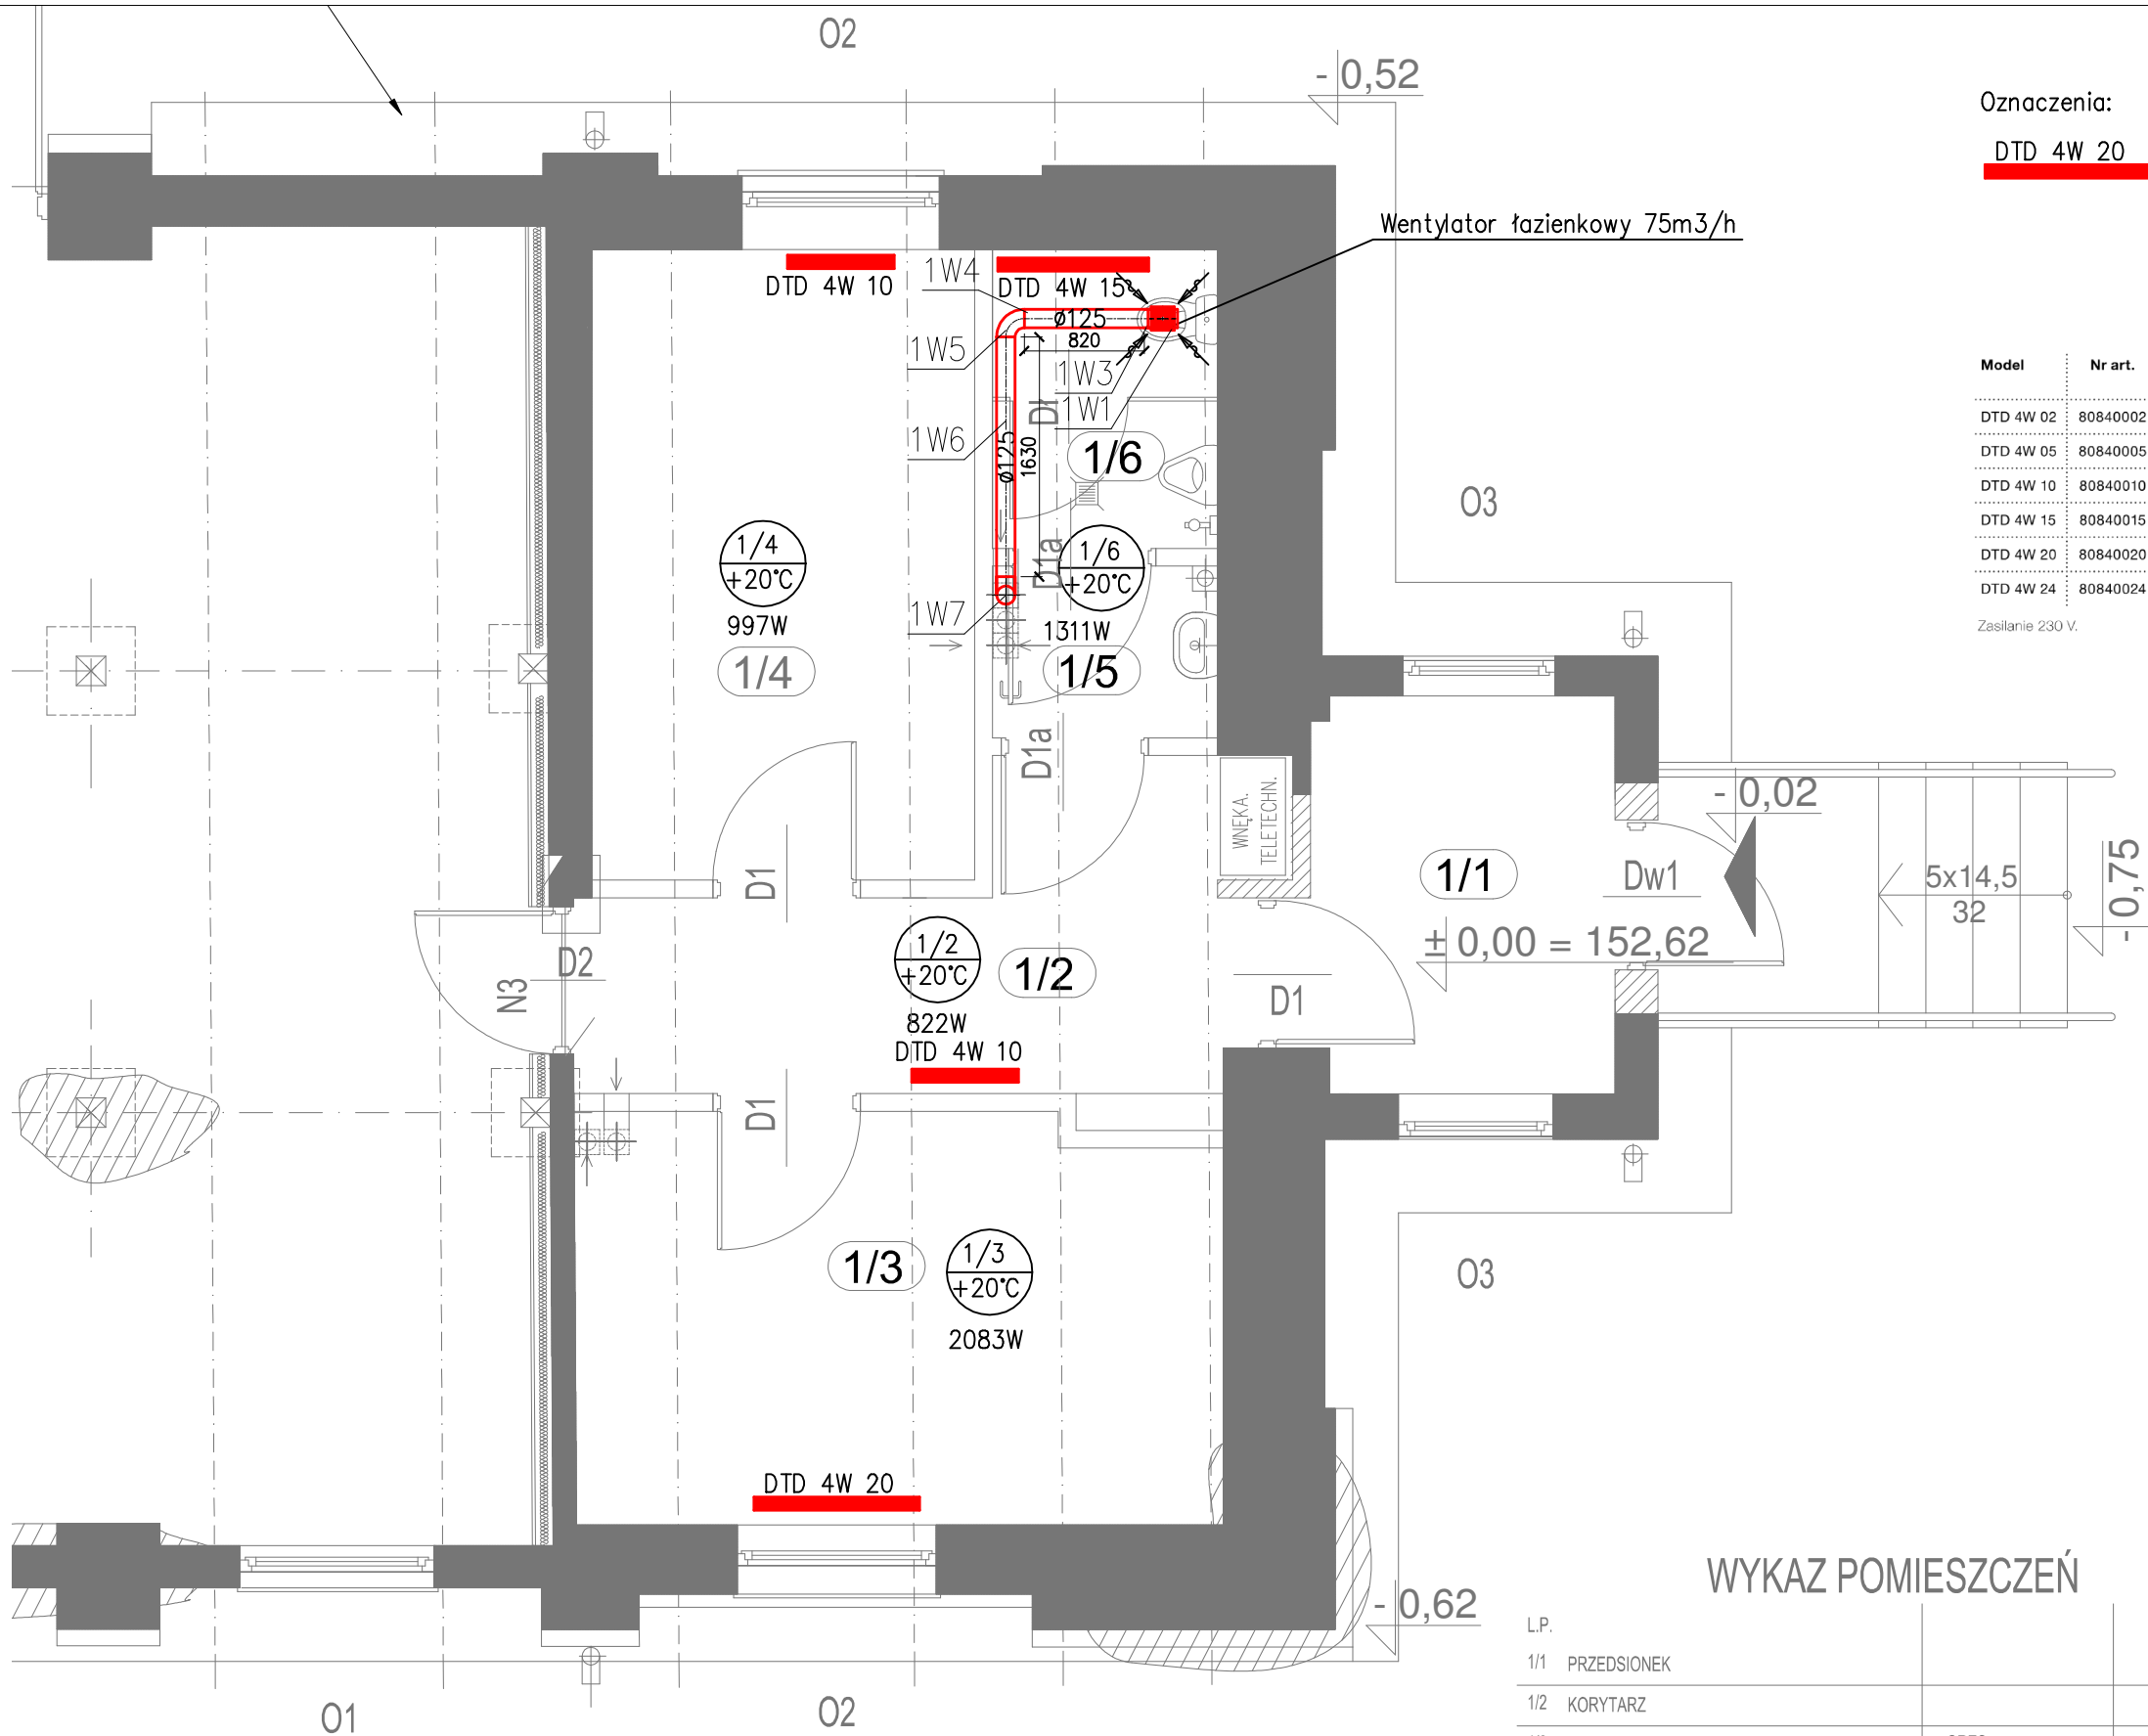 O2
- 0,52
Oznaczenia:
DTD 4W 20
Wentylator łazienkowy 75m3/h
1W4
DTD 4W 10
DTD 4W 15
ø125
820
1W5
1W3
1W1
DI
1W6
ø125
1630
1/6
O3
Model Nr art.
DTD 4W 02 80840002
DTD 4W 05 80840005
DTD 4W 10 80840010
DTD 4W 15 80840015
DTD 4W 20 80840020
DTD 4W 24 80840024
Zasilanie 230 V.
1/4
+20°C
997W
1/4
D1a
1/6
+20°C
1W7
1311W
1/5
D1a
WNĘKA.
TELETECHN.
- 0,02
D1
1/1
Dw1
5x14,5
32
- 0,75
± 0,00 = 152,62
D2
N3
1/2
+20°C
1/2
822W
DTD 4W 10
D1
D1
1/3
1/3
+20°C
2083W
O3
DTD 4W 20
- 0,62
WYKAZ POMIESZCZEŃ
L.P.
1/1 PRZEDSIONEK
1/2 KORYTARZ
O1
O2